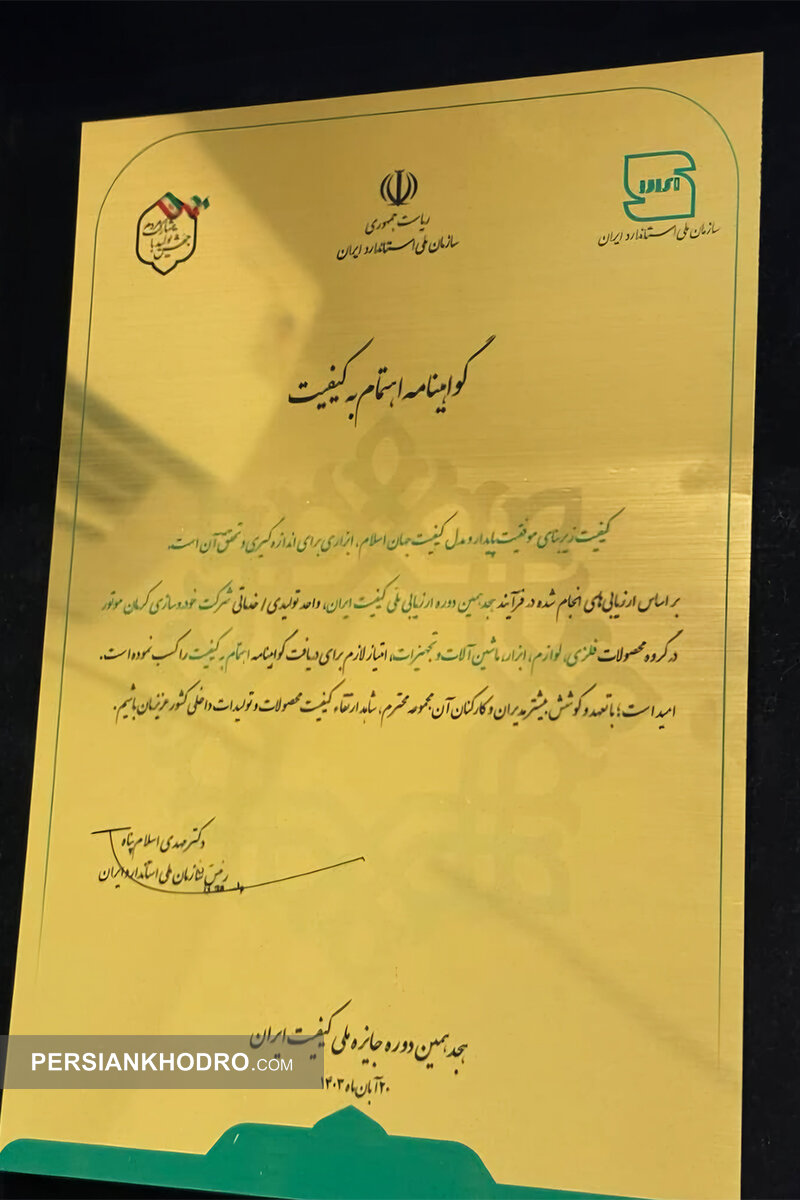 ریاست جمهوری
سازمان ملی استاندارد ایران
سازمان ملی استاندارد ایران
جهش تولید با
مشارکت مردم
گواهینامه اهتمام به کیفیت
کیفیت زیربنای موفقیت پایدار و مدل کیفیت جهان اسلام، ابزاری برای اندازه‌گیری و تحقق آن است.
بر اساس ارزیابی‌های انجام شده در فرآیند هجدهمین دوره ارزیابی ملی کیفیت ایران، واحد تولیدی / خدماتی شرکت خودروسازی کرمان موتور
در گروه محصولات فلزی، لوازم، ابزار، ماشین آلات و تجهیزات، امتیاز لازم برای دریافت گواهینامه اهتمام به کیفیت را کسب نموده است.
امید است؛ با تعهد و کوشش بیشتر مدیران و کارکنان آن مجموعه محترم، شاهد ارتقاء کیفیت محصولات و تولیدات داخلی کشور عزیزمان باشیم.
دکتر مهدی اسلام پناه
رئیس سازمان ملی استاندارد ایران
هجدهمین دوره جایزه ملی کیفیت ایران
۲۰ آبان ماه ۱۴۰۳
PERSIANKHODRO.COM